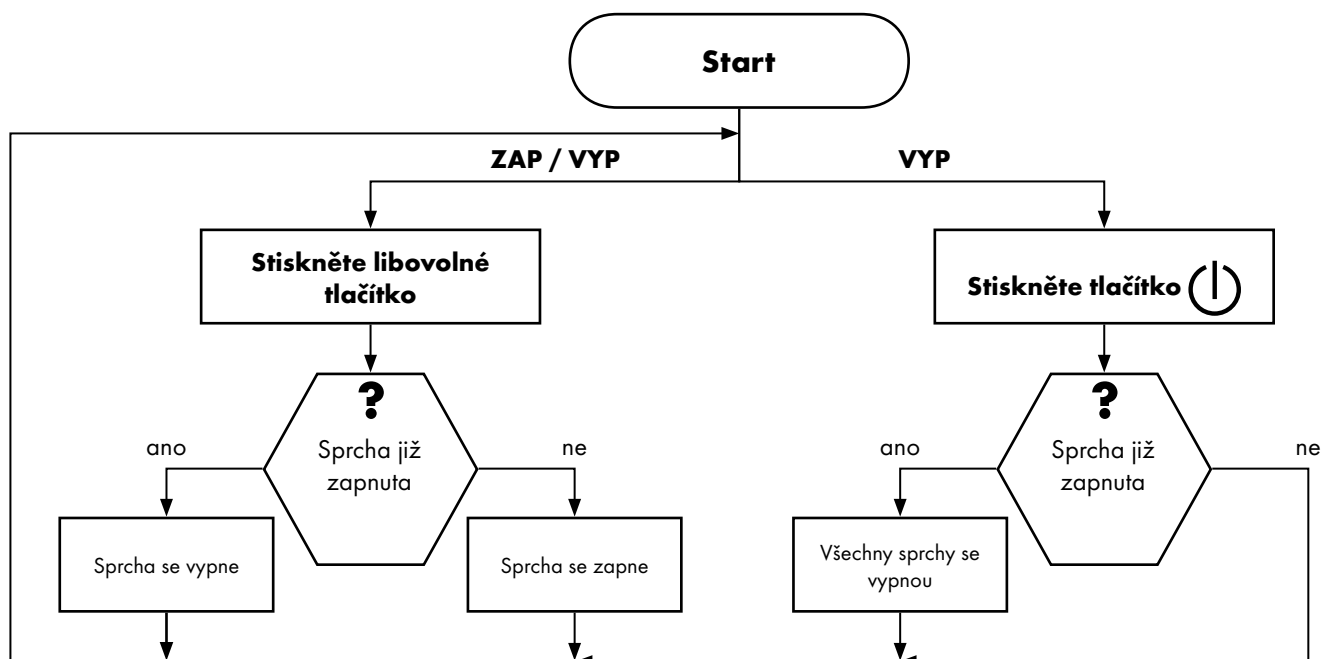 Start
ZAP / VYP
VYP
Stiskněte libovolné
tlačítko
Stiskněte tlačítko
?
Sprcha již
zapnuta
ano
ne
?
Sprcha již
zapnuta
ano
ne
Sprcha se vypne
Sprcha se zapne
Všechny sprchy se
vypnou